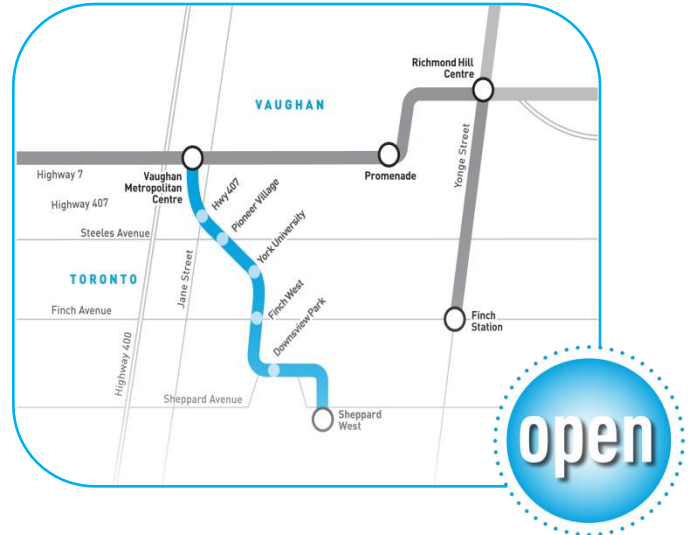 Richmond Hill
Centre
VAUGHAN
Yonge Street
Highway 7
Vaughan
Metropolitan
Centre
Promenade
Hwy 407
Highway 407
Pioneer Village
Steeles Avenue
York University
TORONTO
Jane Street
Finch West
Finch Avenue
Finch
Station
Downsview Park
Highway 400
Sheppard Avenue
Sheppard
West
open